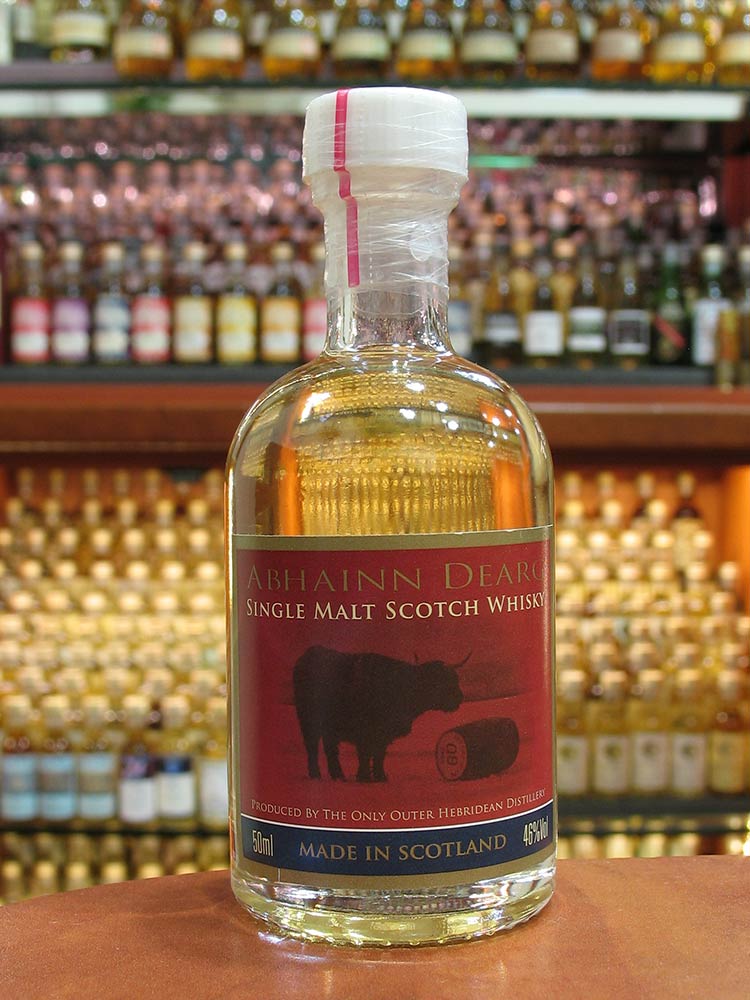 ABHAINN DEARG
SINGLE MALT SCOTCH WHISKY
PRODUCED BY THE ONLY OUTER HEBRIDEAN DISTILLERY
50ml
MADE IN SCOTLAND
46%Vol